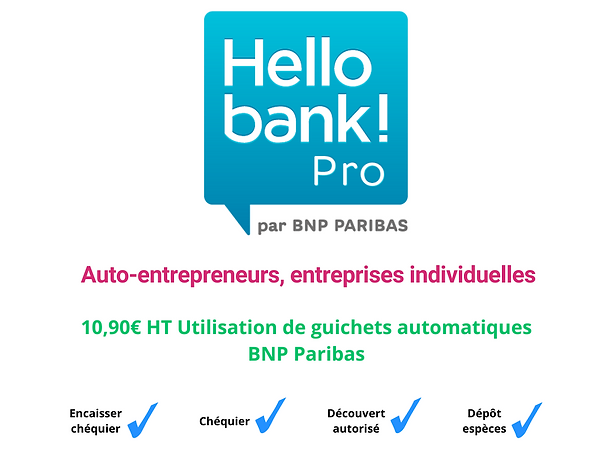 Hello
bank!
Pro
par BNP PARIBAS
Auto-entrepreneurs, entreprises individuelles
10,90€ HT Utilisation de guichets automatiques
BNP Paribas
Encaisser
chéquier
Chéquier
Découvert
autorisé
Dépôt
espèces